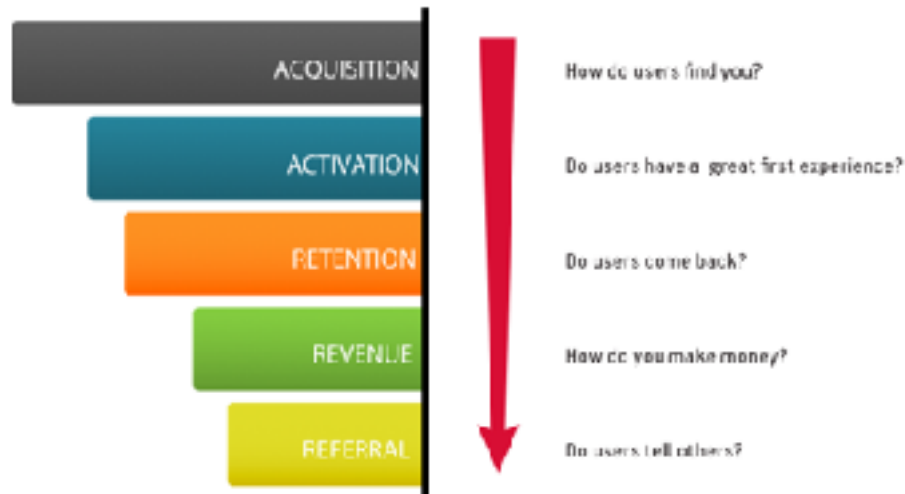 ACQUISITION
How do users find you?
ACTIVATION
Do users have a great first experience?
RETENTION
Do users come back?
REVENUE
How do you make money?
REFERRAL
Do users tell others?